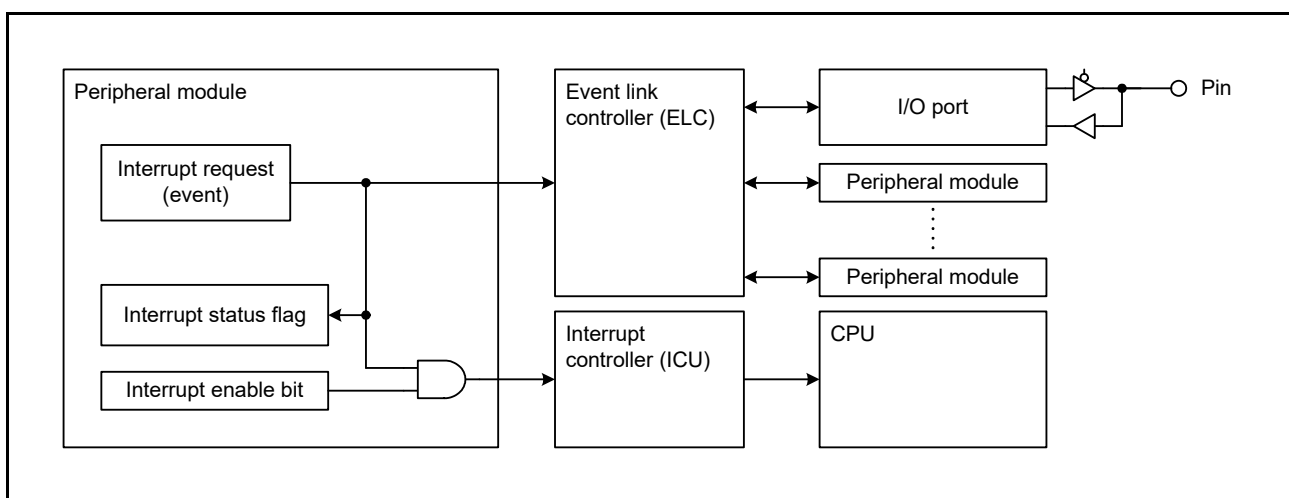 Peripheral module
Interrupt request
(event)
Interrupt status flag
Interrupt enable bit
Event link
controller (ELC)
Interrupt
controller (ICU)
I/O port
Pin
Peripheral module
Peripheral module
CPU